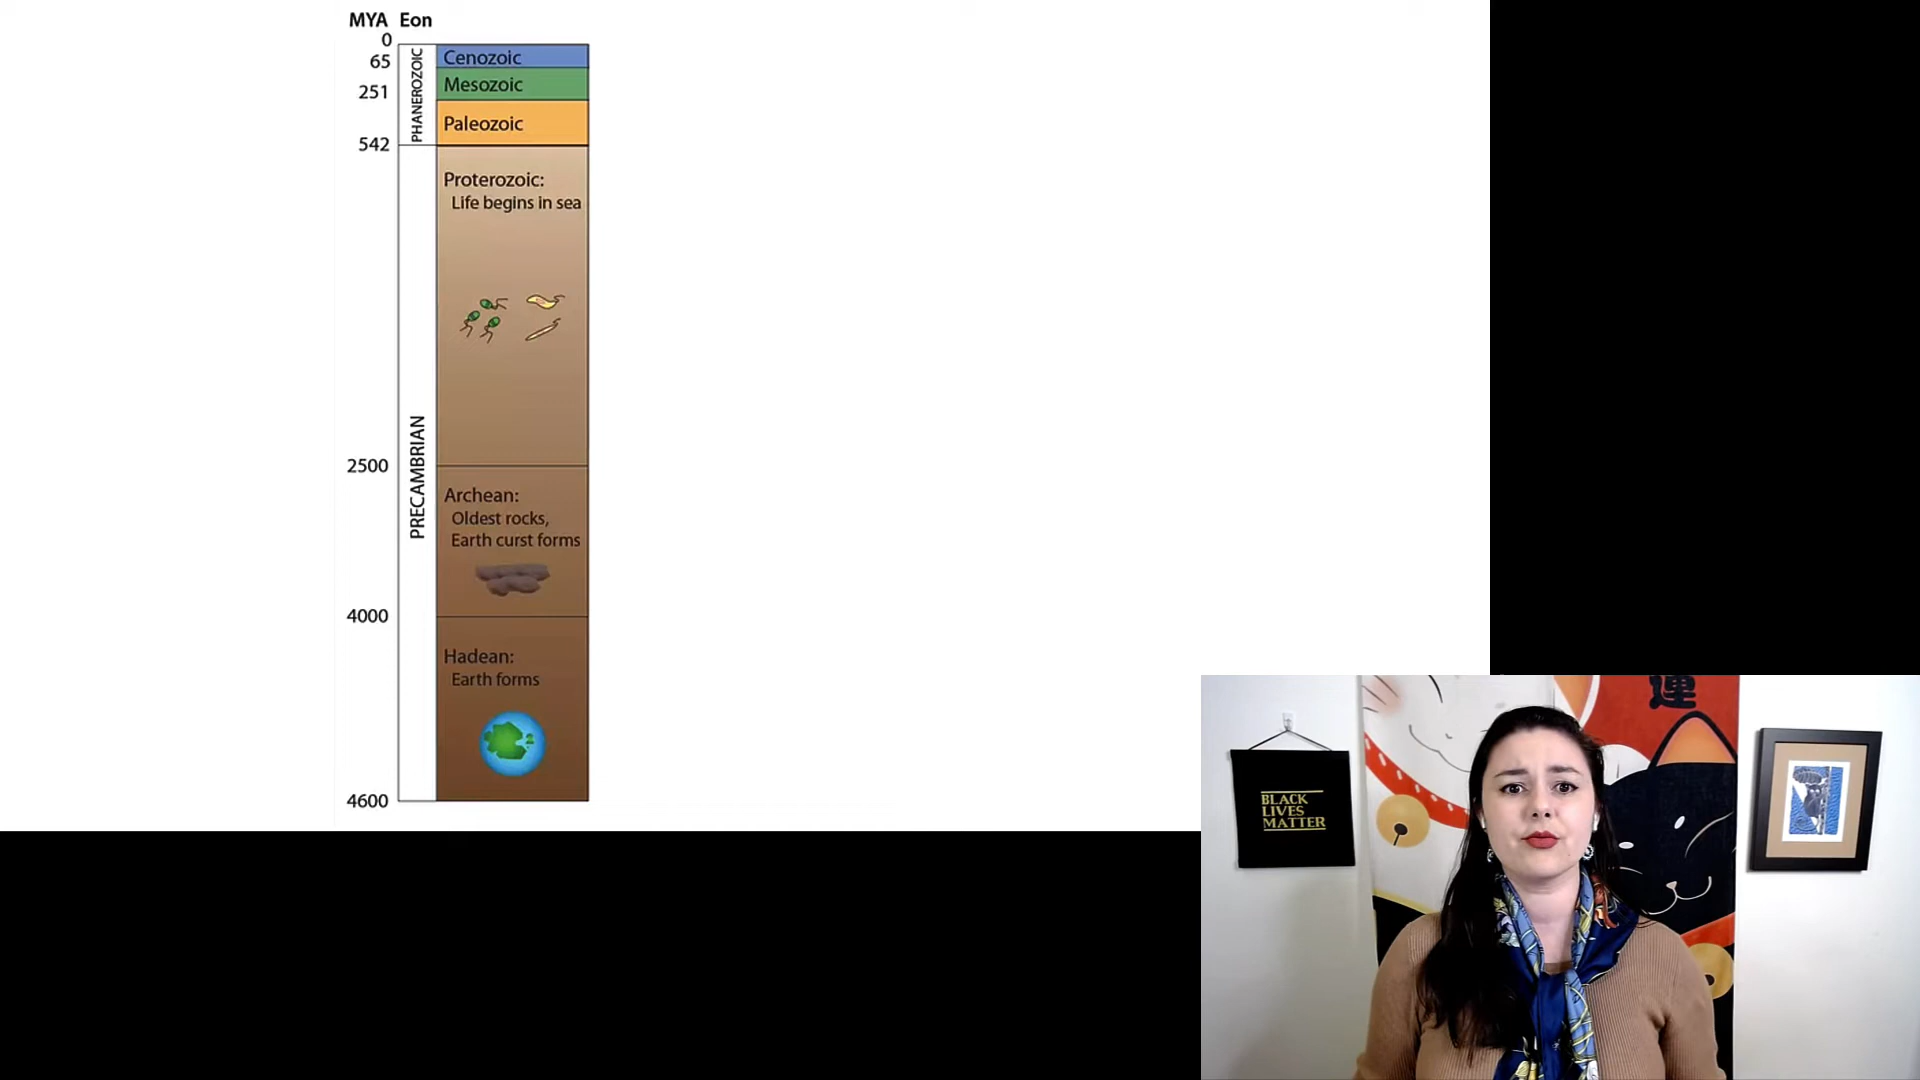 MYA Eon
0
65
251
542
2500
4000
4600
PHANEROZOIC
PRECAMBRIAN
Cenozoic
Mesozoic
Paleozoic
Proterozoic:
Life begins in sea
Archean:
Oldest rocks,
Earth curst forms
Hadean:
Earth forms
運
BLACK
LIVES
MATTER